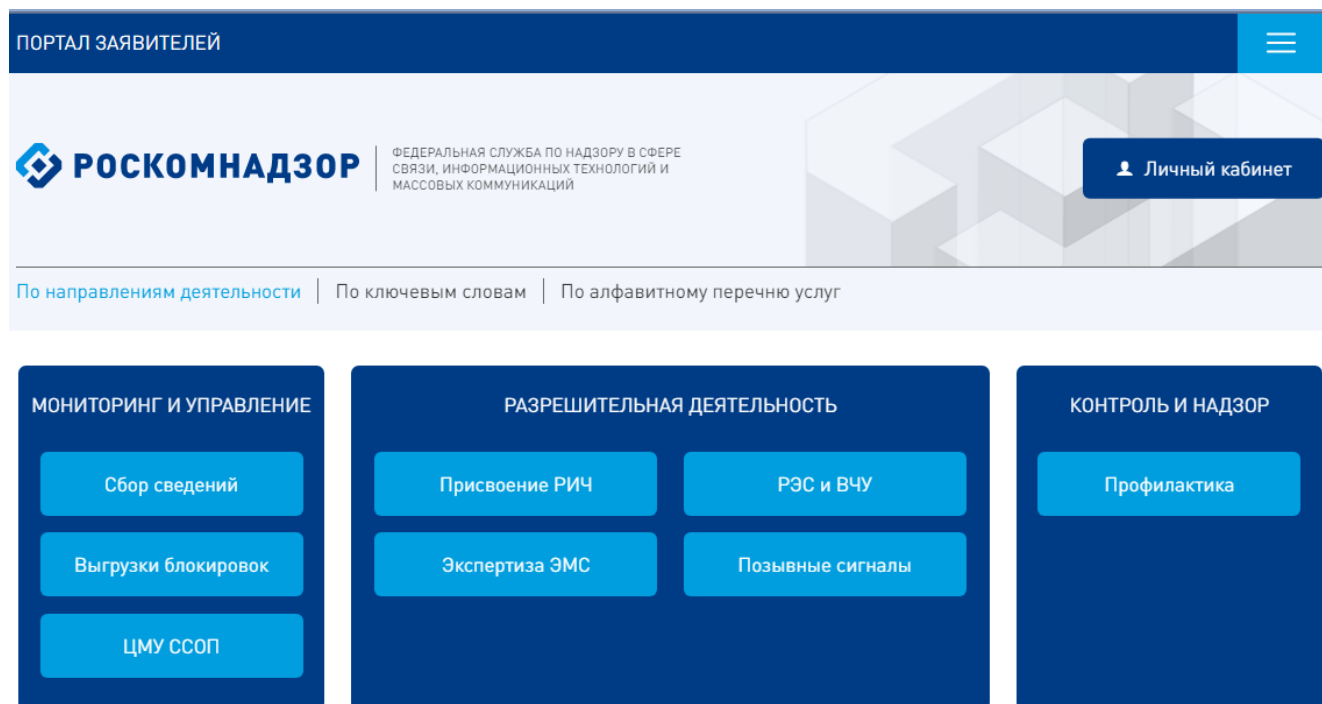 ПОРТАЛ ЗАЯВИТЕЛЕЙ
РОСКОМНАДЗОР
ФЕДЕРАЛЬНАЯ СЛУЖБА ПО НАДЗОРУ В СФЕРЕ
СВЯЗИ, ИНФОРМАЦИОННЫХ ТЕХНОЛОГИЙ И
МАССОВЫХ КОММУНИКАЦИЙ
Личный кабинет
По направлениям деятельности | По ключевым словам | По алфавитному перечню услуг
МОНИТОРИНГ И УПРАВЛЕНИЕ
Сбор сведений
Выгрузки блокировок
ЦМУ ССОП
РАЗРЕШИТЕЛЬНАЯ ДЕЯТЕЛЬНОСТЬ
Присвоение РИЧ
РЭС и ВЧУ
Экспертиза ЭМС
Позывные сигналы
КОНТРОЛЬ И НАДЗОР
Профилактика